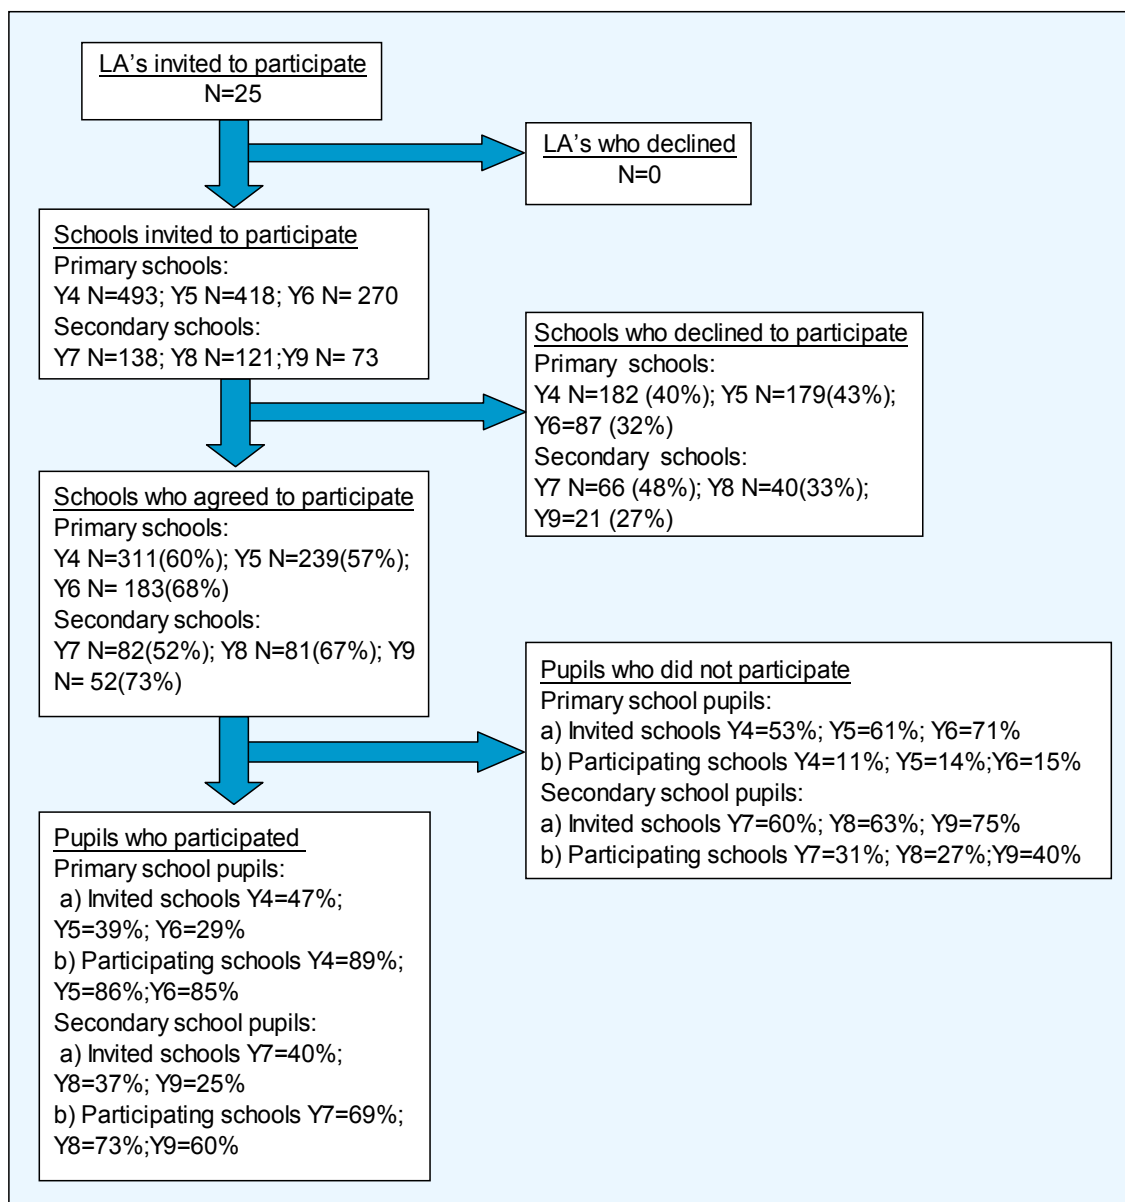 LA's invited to participate
N=25
LA's who declined
N=0
Schools invited to participate
Primary schools:
Y4 N=493; Y5 N=418; Y6 N= 270
Secondary schools:
Y7 N=138; Y8 N=121;Y9 N= 73
Schools who declined to participate
Primary schools:
Y4 N=182 (40%); Y5 N=179(43%);
Y6=87 (32%)
Secondary schools:
Y7 N=66 (48%); Y8 N=40(33%);
Y9=21 (27%)
Schools who agreed to participate
Primary schools:
Y4 N=311(60%); Y5 N=239(57%);
Y6 N= 183(68%)
Secondary schools:
Y7 N=82(52%); Y8 N=81(67%); Y9
N= 52(73%)
Pupils who did not participate
Primary school pupils:
a) Invited schools Y4=53%; Y5=61%; Y6=71%
b) Participating schools Y4=11%; Y5=14%;Y6=15%
Secondary school pupils:
a) Invited schools Y7=60%; Y8=63%; Y9=75%
b) Participating schools Y7=31%; Y8=27%;Y9=40%
Pupils who participated
Primary school pupils:
a) Invited schools Y4=47%;
Y5=39%; Y6=29%
b) Participating schools Y4=89%;
Y5=86%;Y6=85%
Secondary school pupils:
a) Invited schools Y7=40%;
Y8=37%; Y9=25%
b) Participating schools Y7=69%;
Y8=73%;Y9=60%